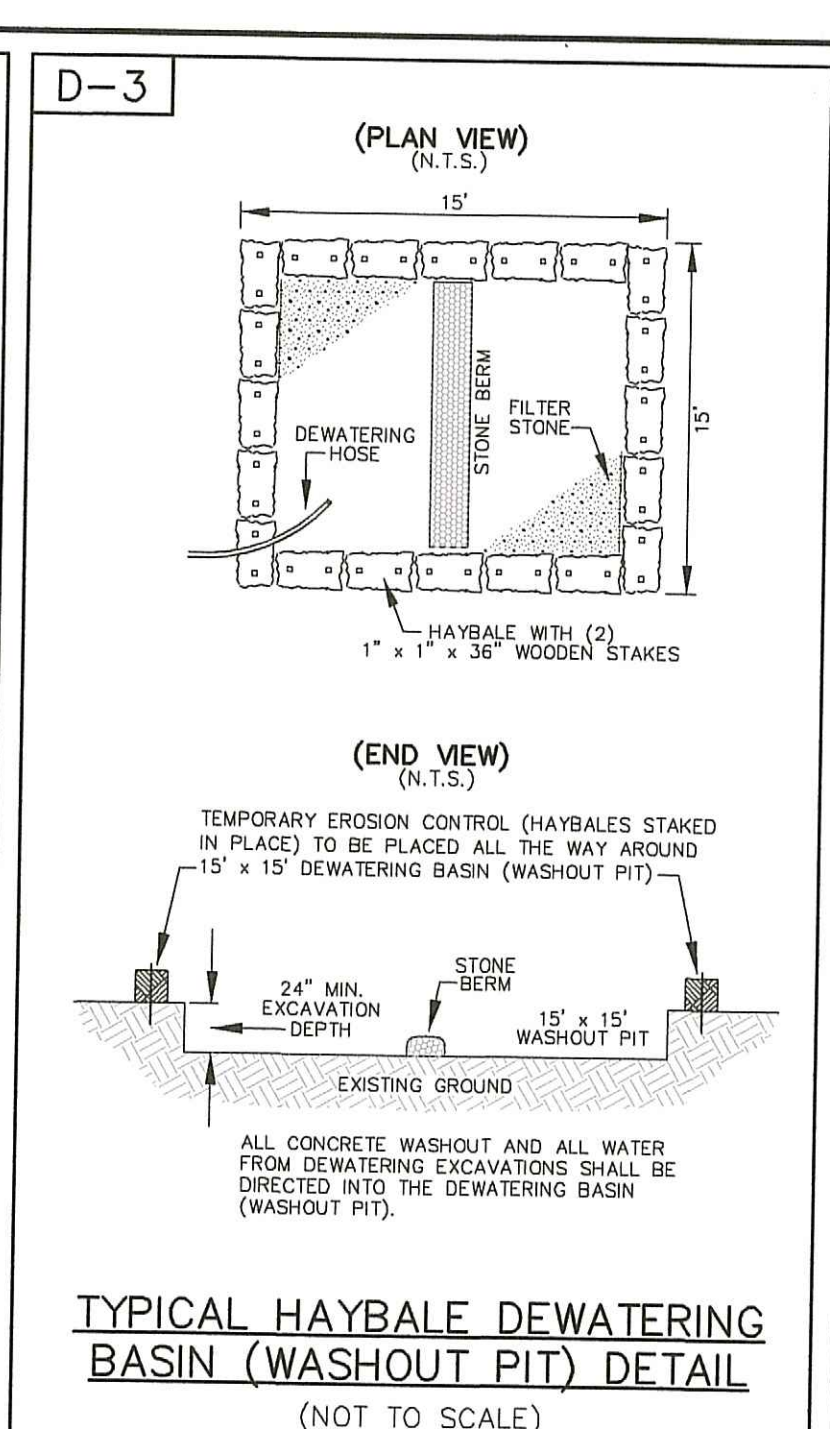 D-3
(PLAN VIEW)
(N.T.S.)
15'
15'
STONE BERM
FILTER
STONE
DEWATERING
HOSE
HAYBALE WITH (2)
1" x 1" x 36" WOODEN STAKES
(END VIEW)
(N.T.S.)
TEMPORARY EROSION CONTROL (HAYBALES STAKED
IN PLACE) TO BE PLACED ALL THE WAY AROUND
15' x 15' DEWATERING BASIN (WASHOUT PIT)
24" MIN.
EXCAVATION
DEPTH
STONE
BERM
15' x 15'
WASHOUT PIT
EXISTING GROUND
ALL CONCRETE WASHOUT AND ALL WATER
FROM DEWATERING EXCAVATIONS SHALL BE
DIRECTED INTO THE DEWATERING BASIN
(WASHOUT PIT).
TYPICAL HAYBALE DEWATERING
BASIN (WASHOUT PIT) DETAIL
(NOT TO SCALE)